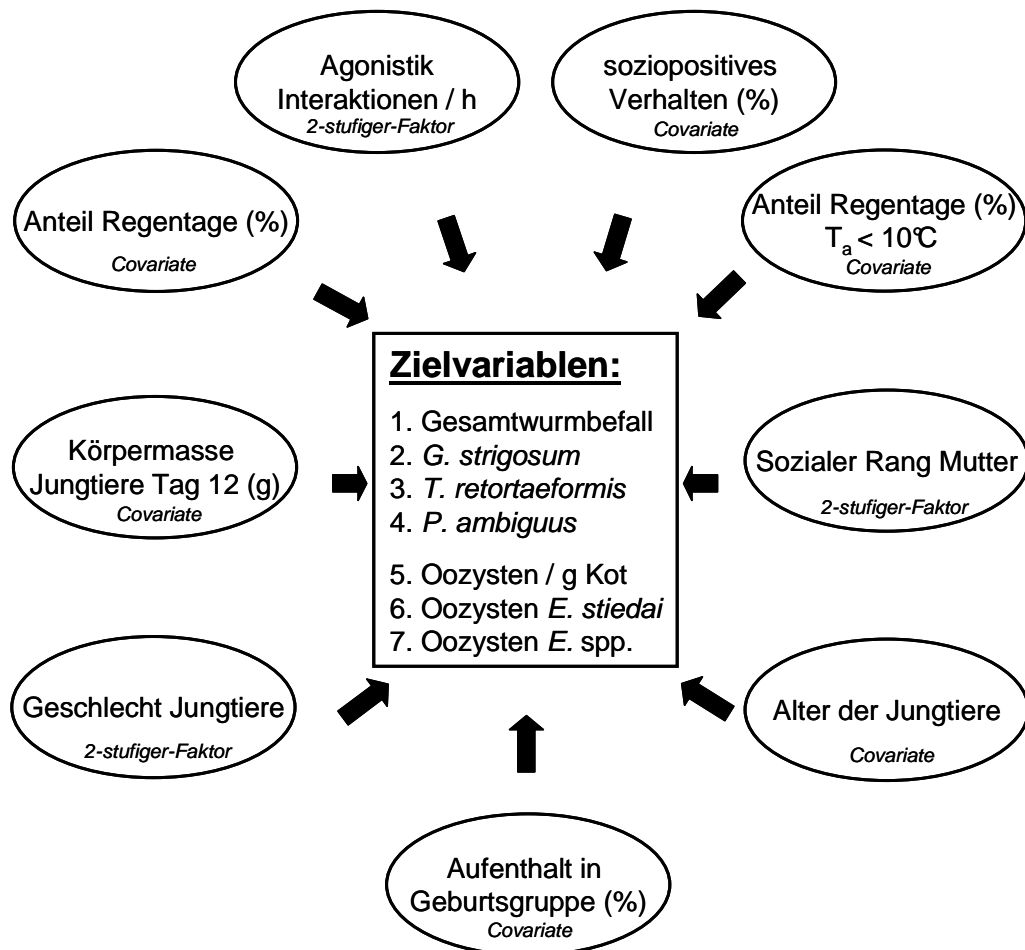 Agonistik
Interaktionen / h
2-stufiger-Faktor
soziopositives
Verhalten (%)
Covariate
Anteil Regentage (%)
Covariate
Anteil Regentage (%)
Ta < 10°C
Covariate
Zielvariablen:
1. Gesamtwurmbefall
2. G. strigosum
3. T. retortaeformis
4. P. ambiguus
5. Oozysten / g Kot
6. Oozysten E. stiedai
7. Oozysten E. spp.
Körpermasse
Jungtiere Tag 12 (g)
Covariate
Sozialer Rang Mutter
2-stufiger-Faktor
Geschlecht Jungtiere
2-stufiger-Faktor
Alter der Jungtiere
Covariate
Aufenthalt in
Geburtsgruppe (%)
Covariate